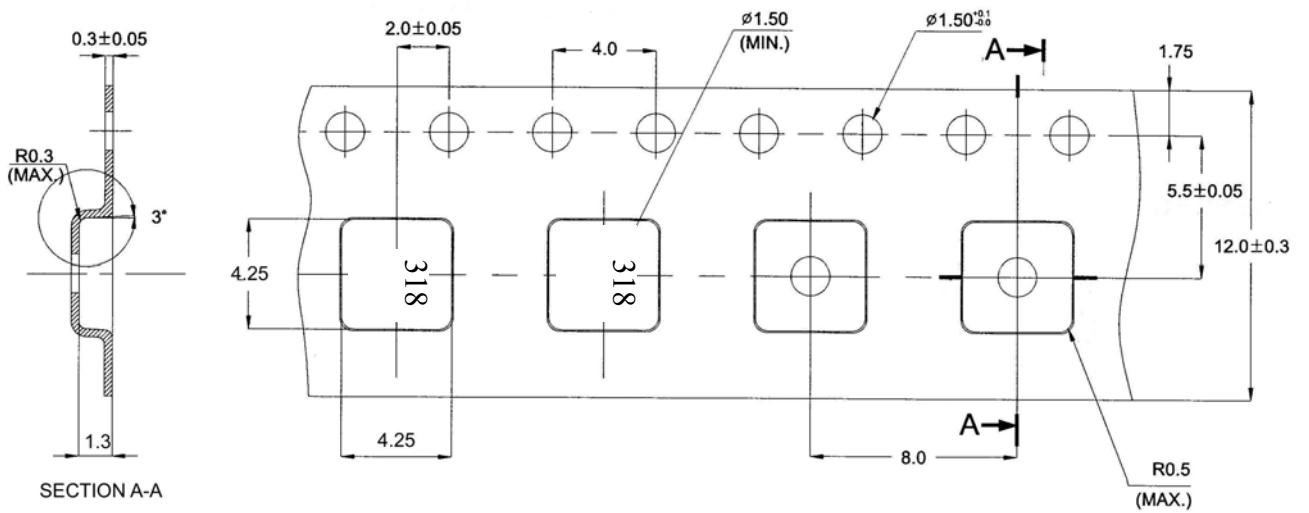 0.3±0.05
2.0±0.05
4.0
ø1.50
(MIN.)
ø1.50+0.1-0.0
A
1.75
R0.3
(MAX.)
3°
5.5±0.05
12.0±0.3
4.25
318
318
1.3
4.25
A
8.0
R0.5
(MAX.)
SECTION A-A